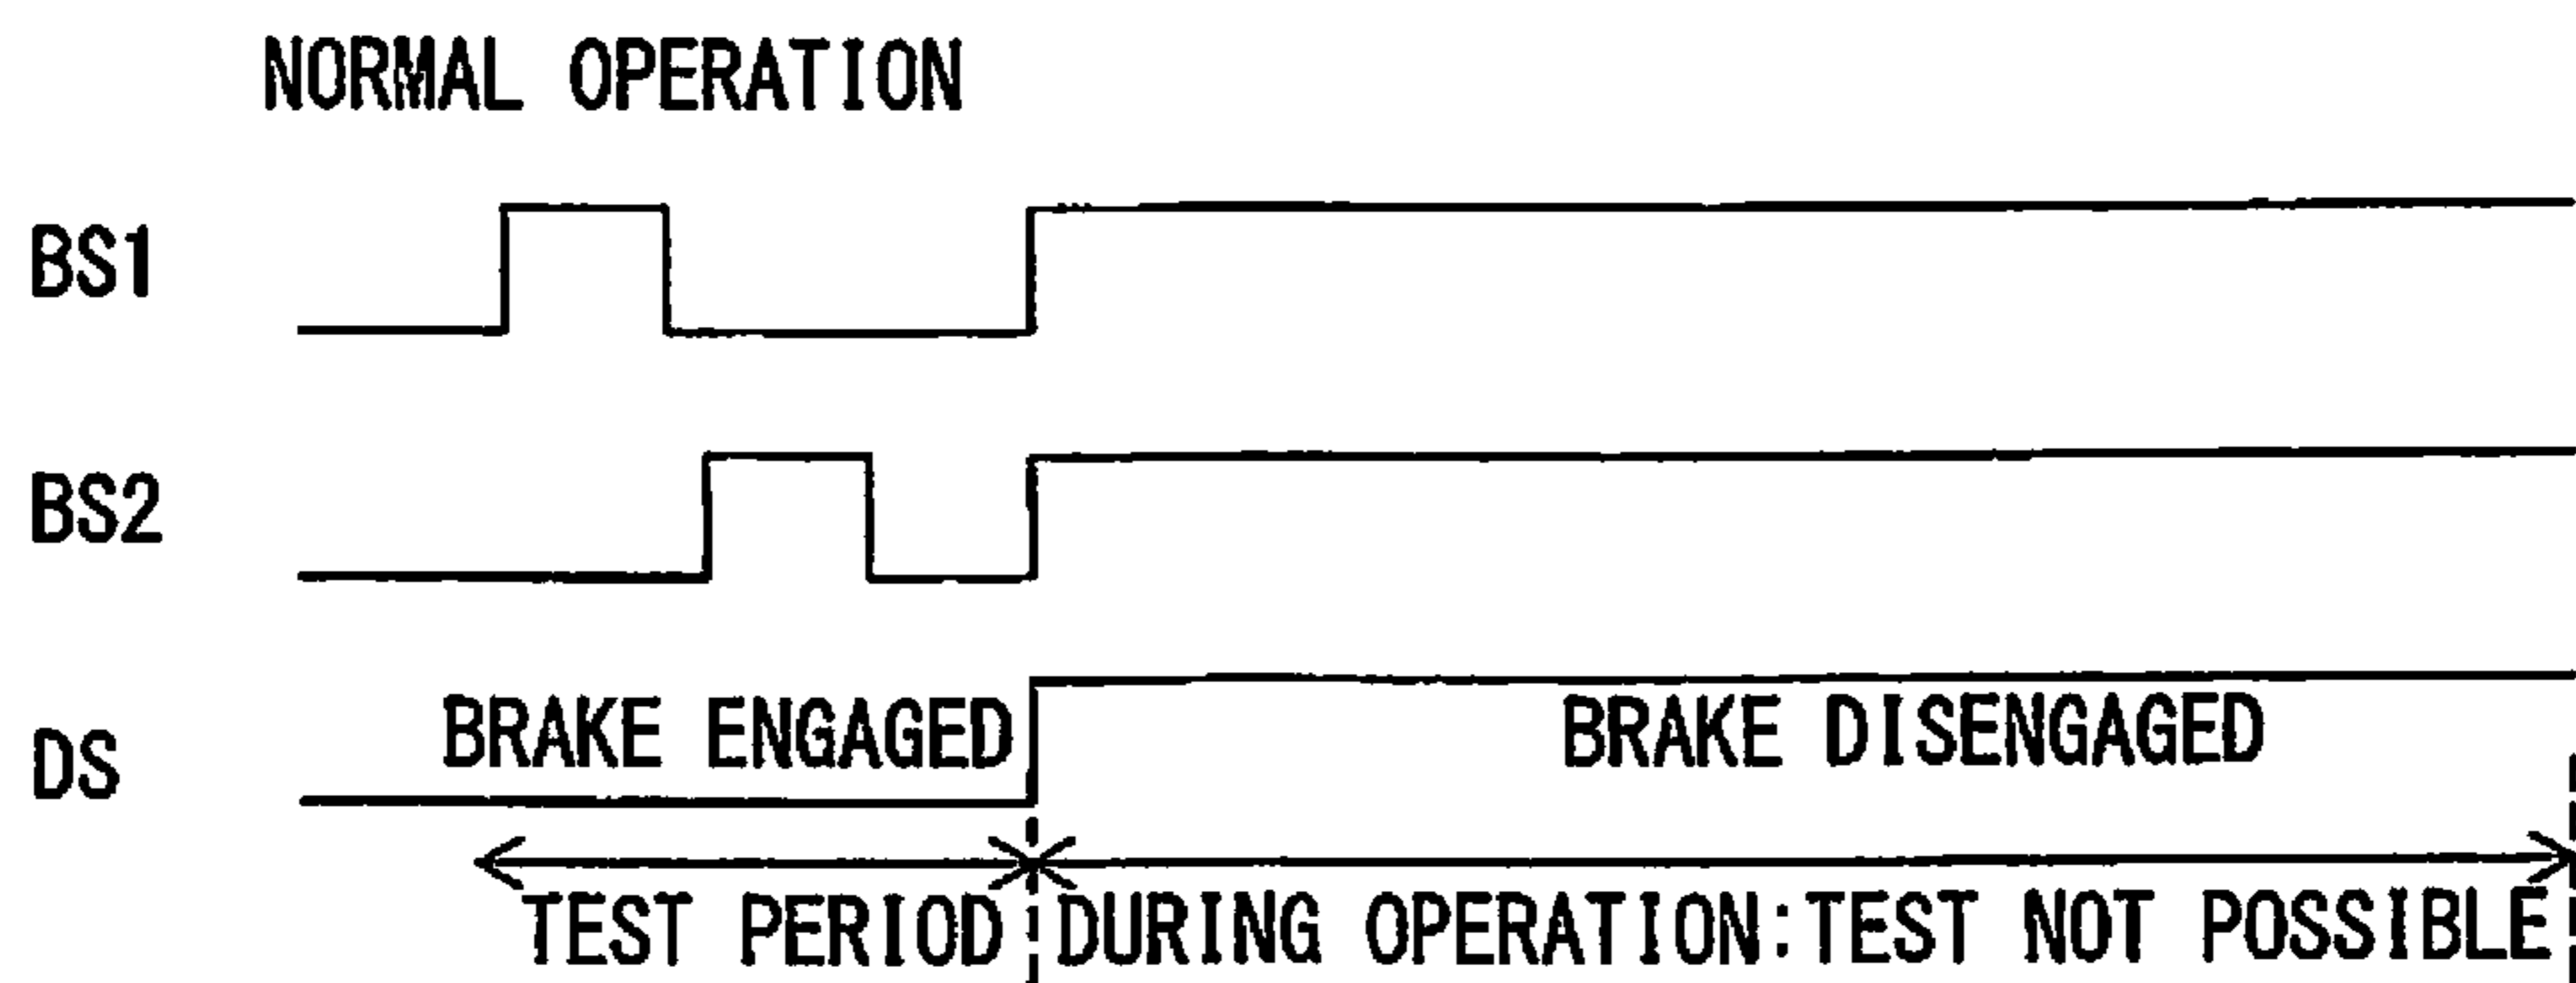 NORMAL OPERATION
BS1
BS2
DS
BRAKE ENGAGED
BRAKE DISENGAGED
TEST PERIOD
DURING OPERATION:TEST NOT POSSIBLE